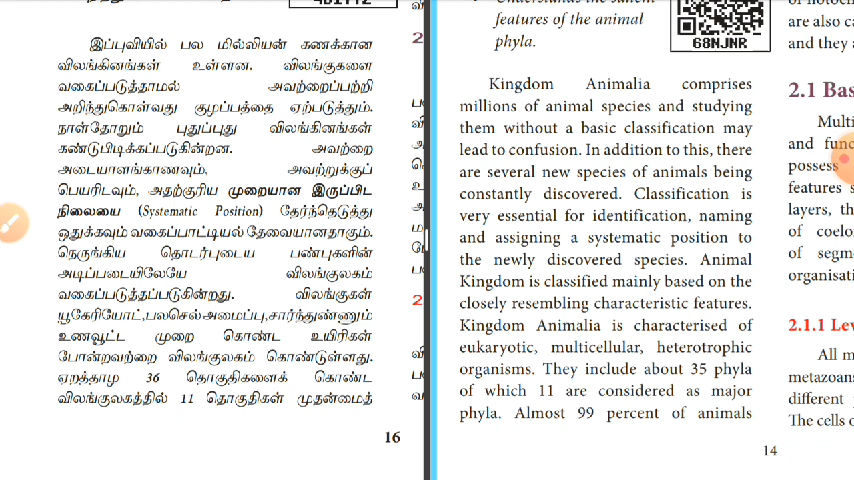 இப்புவியில் பல மில்லியன் கணக்கான
விலங்கினங்கள் உள்ளன. விலங்குகளை
வகைப்படுத்தாமல் அவற்றைப்பற்றி
அறிந்துகொள்வது குழப்பத்தை ஏற்படுத்தும்.
நாள்தோறும் புதுப்புது விலங்கினங்கள்
கண்டுபிடிக்கப்படுகின்றன. அவற்றை
அடையாளங்காணவும், அவற்றுக்குப்
பெயரிடவும், அதற்குரிய முறையான இருப்பிட
நிலையை (Systematic Position) தேர்ந்தெடுத்து
ஒதுக்கவும் வகைப்பாட்டியல் தேவையானதாகும்.
நெருங்கிய தொடர்புடைய பண்புகளின்
அடிப்படையிலேயே விலங்குலகம்
வகைப்படுத்தப்படுகின்றது. விலங்குகள்
யூகேரியோட்,பலசெல்அமைப்பு,சார்ந்துண்ணும்
உணவூட்ட முறை கொண்ட உயிரிகள்
போன்றவற்றை விலங்குலகம் கொண்டுள்ளது.
ஏறத்தாழ 36 தொகுதிகளைக் கொண்ட
விலங்குலகத்தில் 11 தொகுதிகள் முதன்மைத்
16
features of the animal
phyla.
68NJNR
Kingdom Animalia comprises
millions of animal species and studying
them without a basic classification may
lead to confusion. In addition to this, there
are several new species of animals being
constantly discovered. Classification is
very essential for identification, naming
and assigning a systematic position to
the newly discovered species. Animal
Kingdom is classified mainly based on the
closely resembling characteristic features.
Kingdom Animalia is characterised of
eukaryotic, multicellular, heterotrophic
organisms. They include about 35 phyla
of which 11 are considered as major
phyla. Almost 99 percent of animals
14
are also
and they
2.1
and
possess
features
layers,
of
of
2.1.1
All
metazoans
different
The cells